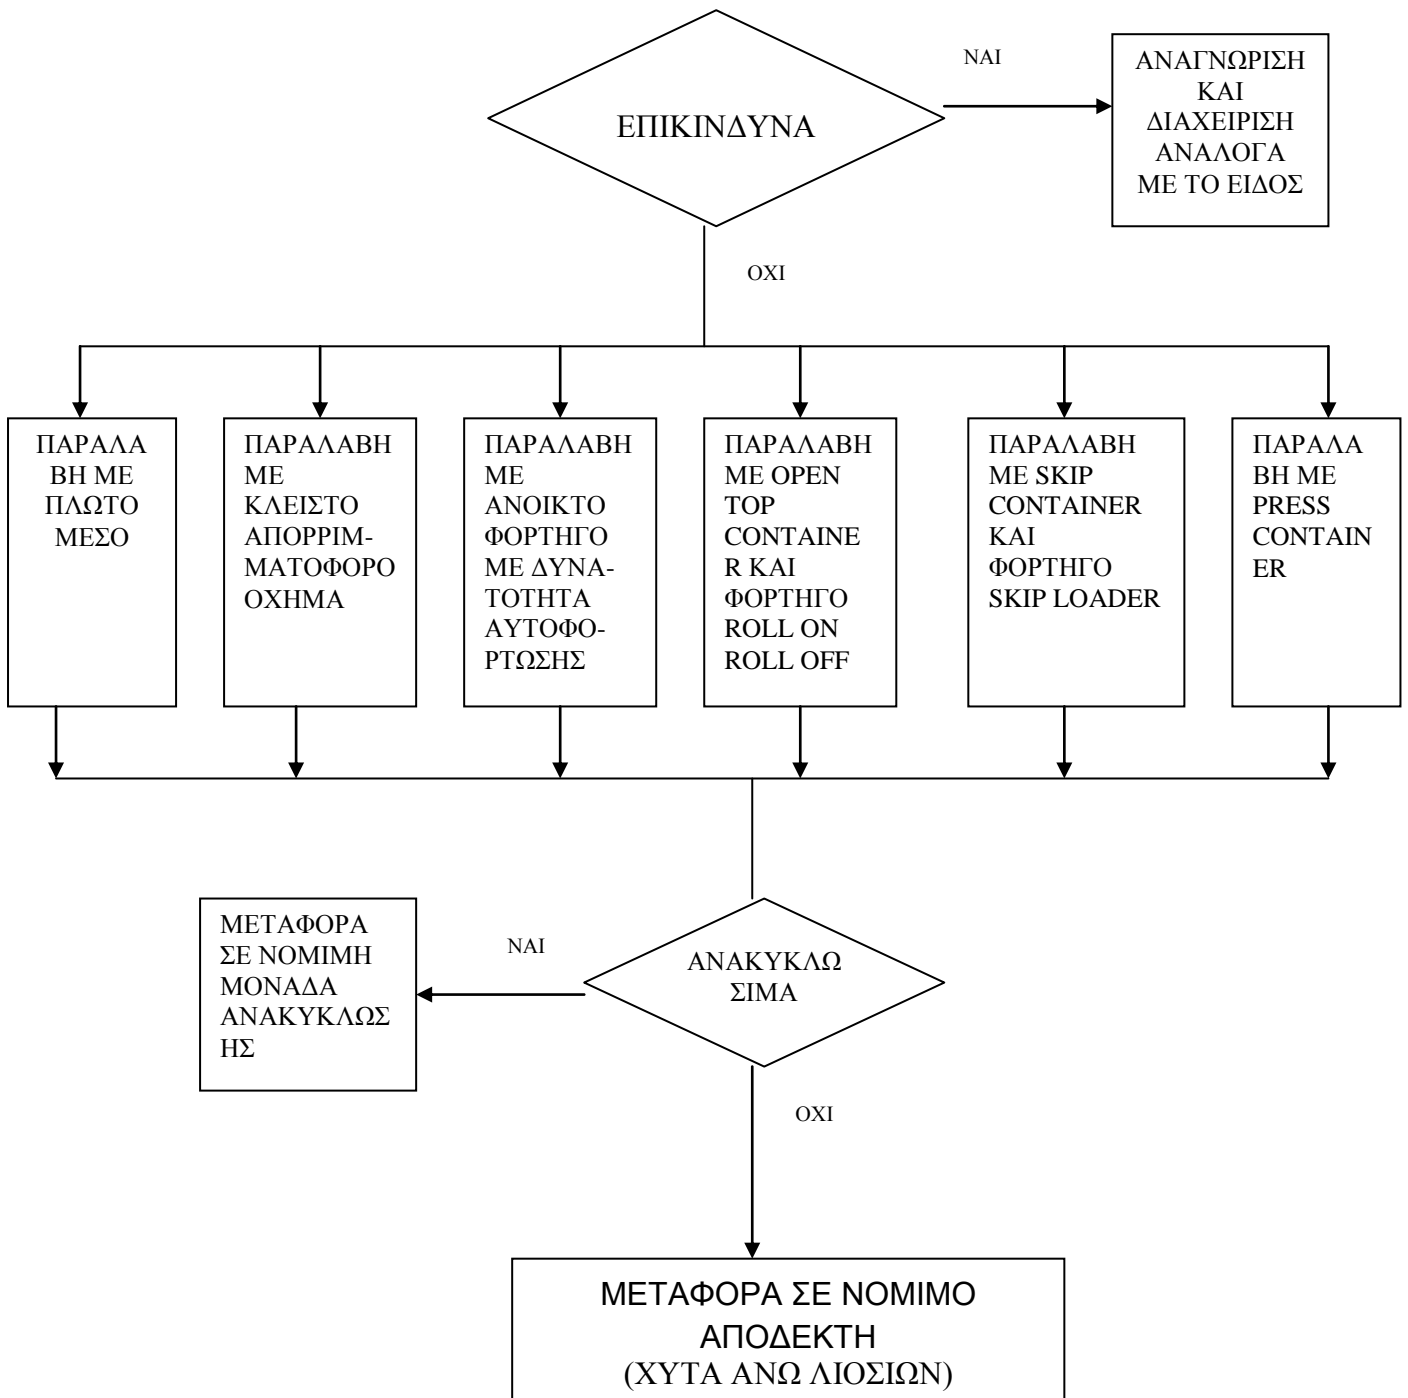 ΝΑΙ
ΕΠΙΚΙΝΔΥΝΑ
ΑΝΑΓΝΩΡΙΣΗ
ΚΑΙ
ΔΙΑΧΕΙΡΙΣΗ
ΑΝΑΛΟΓΑ
ΜΕ ΤΟ ΕΙΔΟΣ
ΟΧΙ
ΠΑΡΑΛΑ
ΒΗ ΜΕ
ΠΛΩΤΟ
ΜΕΣΟ
ΠΑΡΑΛΑΒΗ
ΜΕ
ΚΛΕΙΣΤΟ
ΑΠΟΡΡΙΜ-
ΜΑΤΟΦΟΡΟ
ΟΧΗΜΑ
ΠΑΡΑΛΑΒΗ
ΜΕ
ΑΝΟΙΚΤΟ
ΦΟΡΤΗΓΟ
ΜΕ ΔΥΝΑ-
ΤΟΤΗΤΑ
ΑΥΤΟΦΟ-
ΡΤΩΣΗΣ
ΠΑΡΑΛΑΒΗ
ΜΕ OPEN
TOP
CONTAINE
R ΚΑΙ
ΦΟΡΤΗΓΟ
ROLL ON
ROLL OFF
ΠΑΡΑΛΑΒΗ
ΜΕ SKIP
CONTAINER
ΚΑΙ
ΦΟΡΤΗΓΟ
SKIP LOADER
ΠΑΡΑΛΑ
ΒΗ ΜΕ
PRESS
CONTAIN
ER
ΜΕΤΑΦΟΡΑ
ΣΕ ΝΟΜΙΜΗ
ΜΟΝΑΔΑ
ΑΝΑΚΥΚΛΩΣ
ΗΣ
ΝΑΙ
ΑΝΑΚΥΚΛΩ
ΣΙΜΑ
ΟΧΙ
ΜΕΤΑΦΟΡΑ ΣΕ ΝΟΜΙΜΟ
ΑΠΟΔΕΚΤΗ
(ΧΥΤΑ ΑΝΩ ΛΙΟΣΙΩΝ)